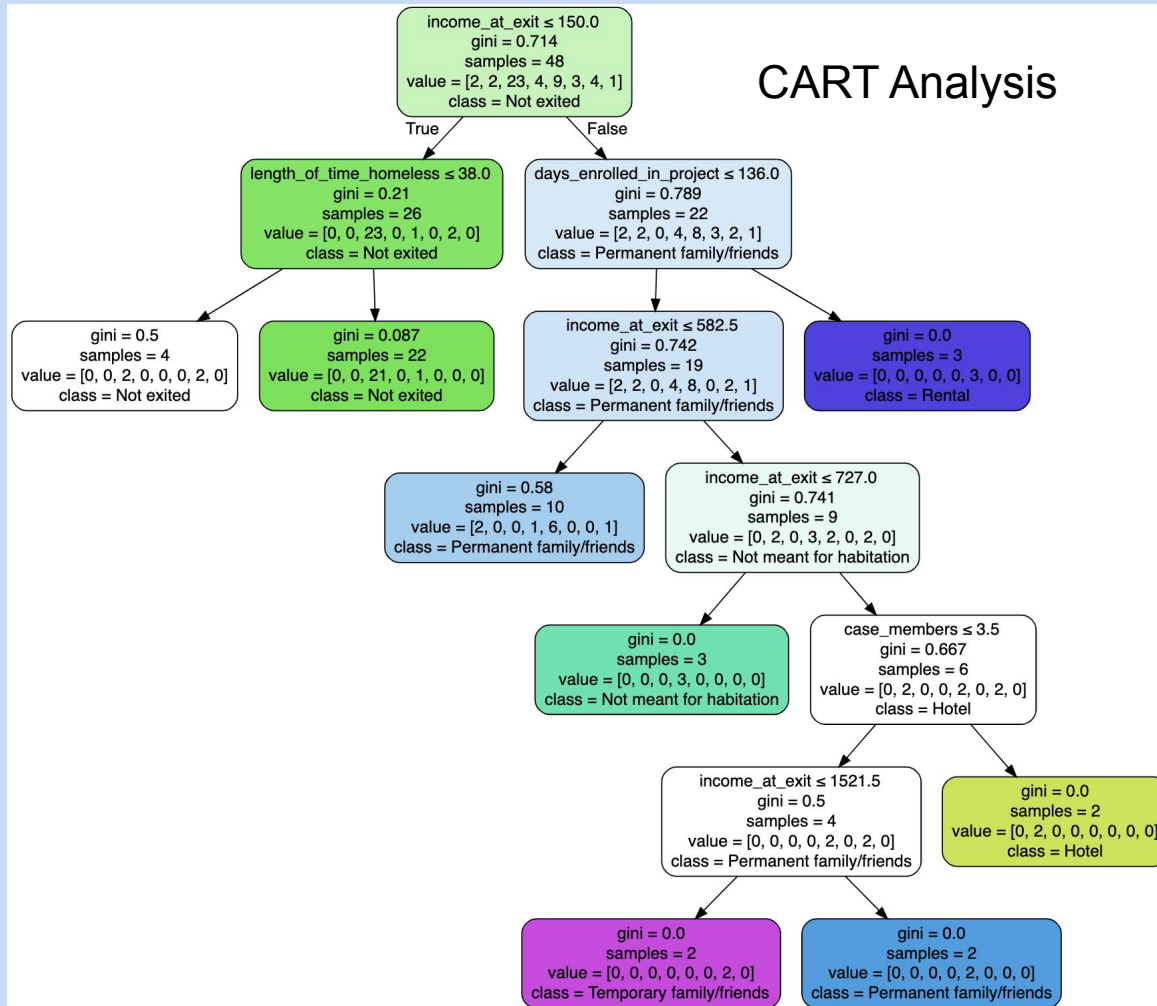 income_at_exit ≤ 150.0
gini = 0.714
samples = 48
value = [2, 2, 23, 4, 9, 3, 4, 1]
class = Not exited
CART Analysis
True
False
length_of_time_homeless ≤ 38.0
gini = 0.21
samples = 26
value = [0, 0, 23, 0, 1, 0, 2, 0]
class = Not exited
days_enrolled_in_project ≤ 136.0
gini = 0.789
samples = 22
value = [2, 2, 0, 4, 8, 3, 2, 1]
class = Permanent family/friends
gini = 0.5
samples = 4
value = [0, 0, 2, 0, 0, 0, 2, 0]
class = Not exited
gini = 0.087
samples = 22
value = [0, 0, 21, 0, 1, 0, 0, 0]
class = Not exited
income_at_exit ≤ 582.5
gini = 0.742
samples = 19
value = [2, 2, 0, 4, 8, 0, 2, 1]
class = Permanent family/friends
gini = 0.0
samples = 3
value = [0, 0, 0, 0, 0, 3, 0, 0]
class = Rental
gini = 0.58
samples = 10
value = [2, 0, 0, 1, 6, 0, 0, 1]
class = Permanent family/friends
income_at_exit ≤ 727.0
gini = 0.741
samples = 9
value = [0, 2, 0, 3, 2, 0, 2, 0]
class = Not meant for habitation
gini = 0.0
samples = 3
value = [0, 0, 0, 3, 0, 0, 0, 0]
class = Not meant for habitation
case_members ≤ 3.5
gini = 0.667
samples = 6
value = [0, 2, 0, 0, 2, 0, 2, 0]
class = Hotel
income_at_exit ≤ 1521.5
gini = 0.5
samples = 4
value = [0, 0, 0, 0, 2, 0, 2, 0]
class = Permanent family/friends
gini = 0.0
samples = 2
value = [0, 2, 0, 0, 0, 0, 0, 0]
class = Hotel
gini = 0.0
samples = 2
value = [0, 0, 0, 0, 0, 0, 2, 0]
class = Temporary family/friends
gini = 0.0
samples = 2
value = [0, 0, 0, 0, 2, 0, 0, 0]
class = Permanent family/friends